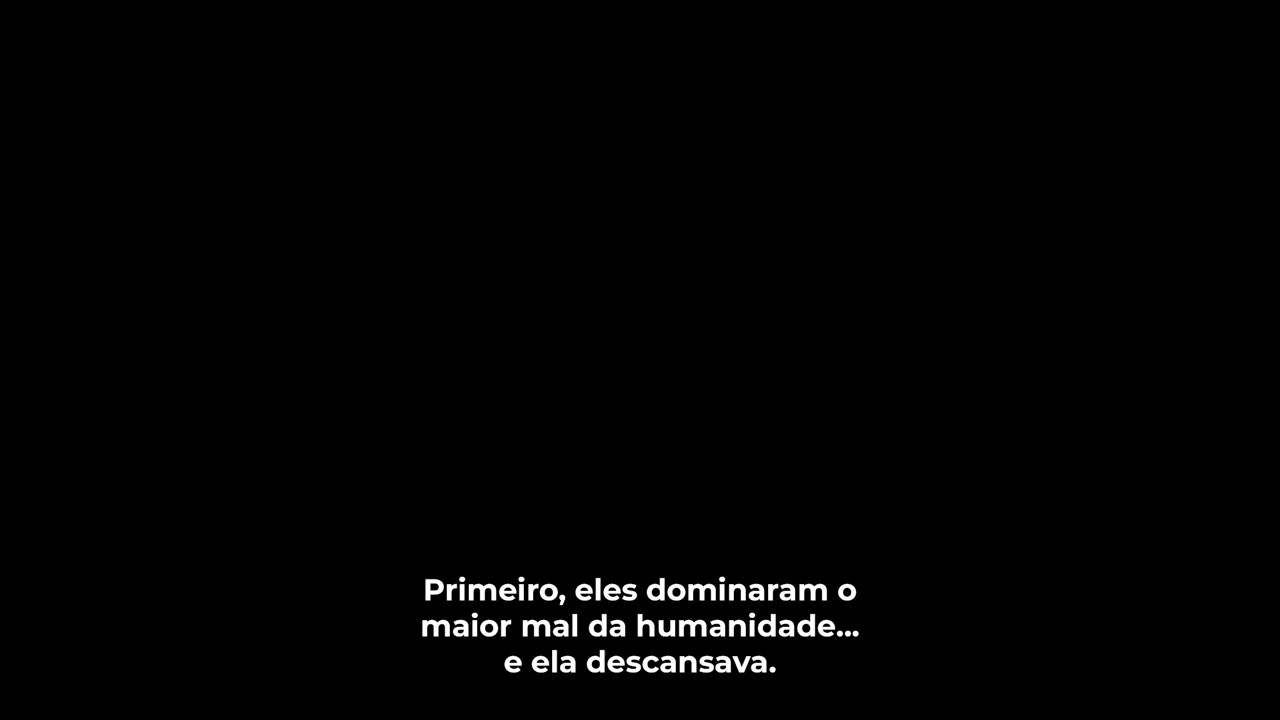 Primeiro, eles dominaram o
maior mal da humanidade...
e ela descansava.